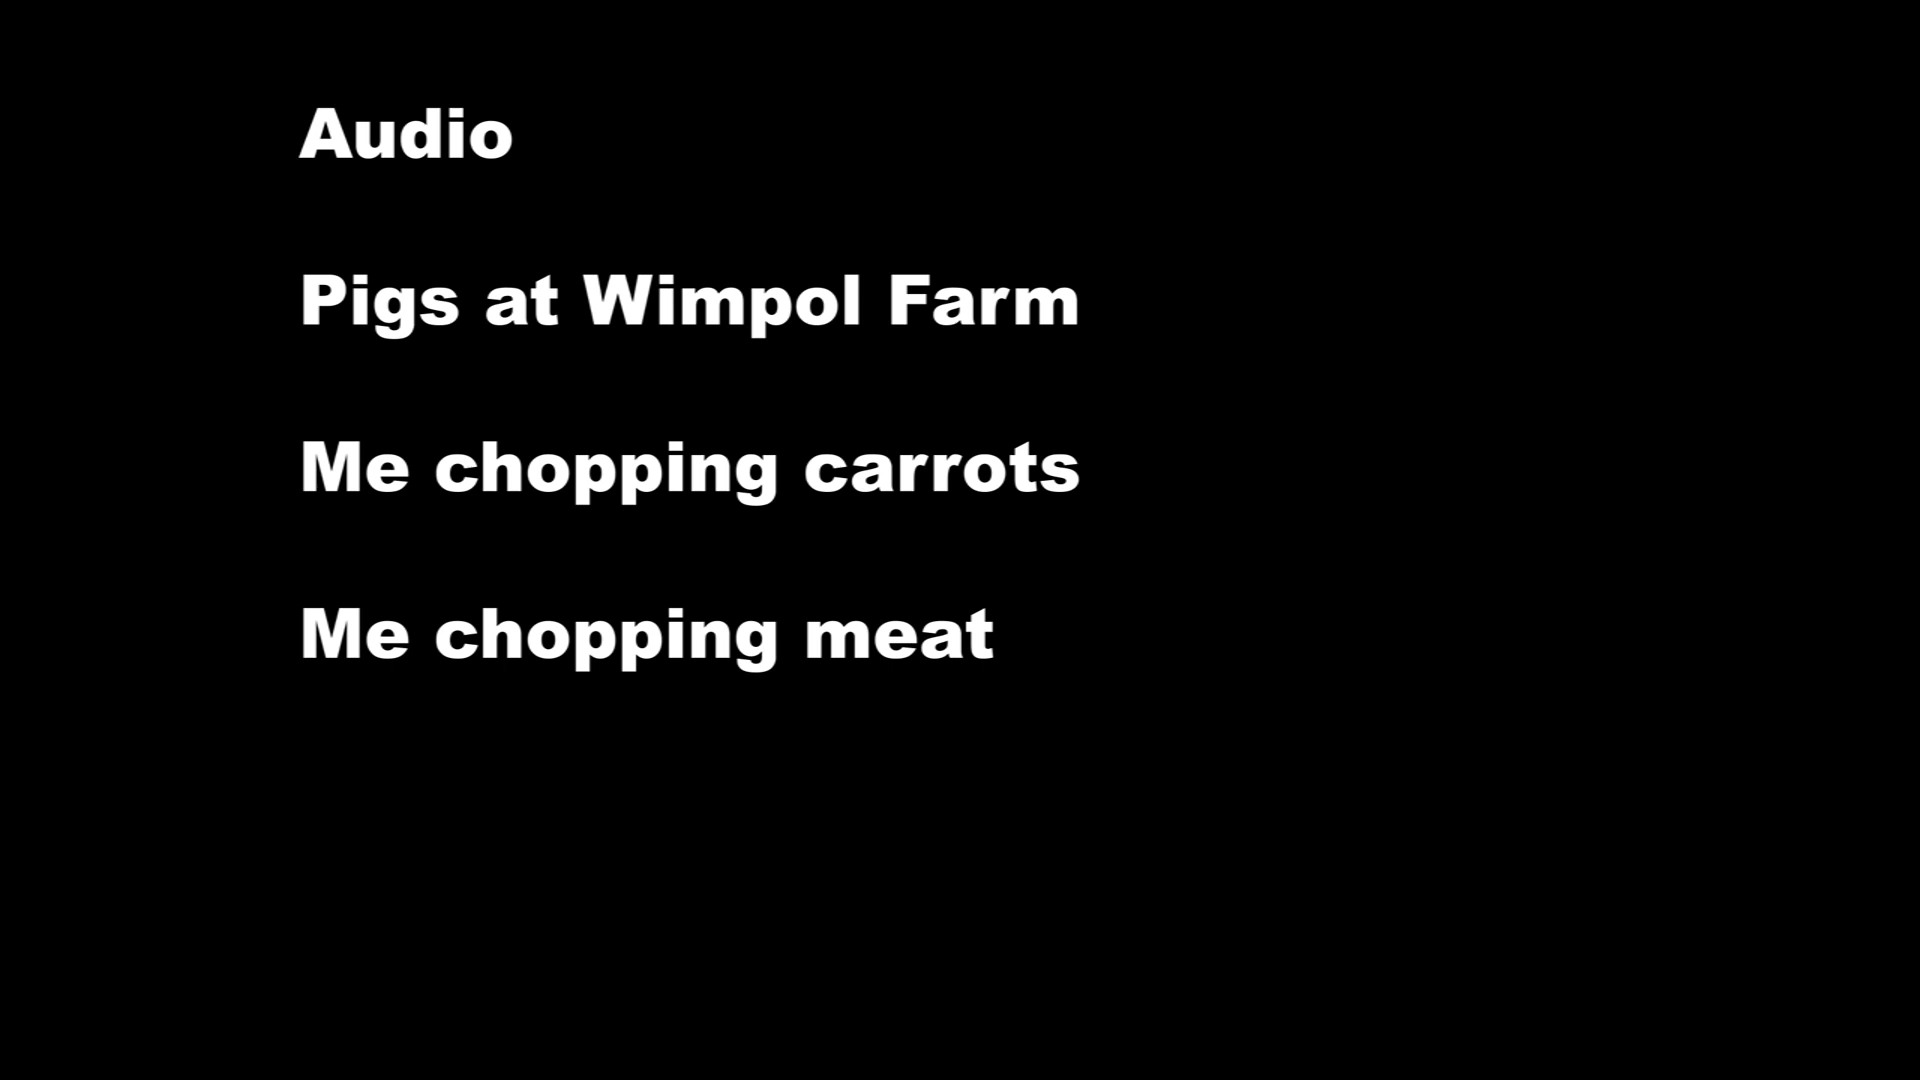 Audio
Pigs at Wimpol Farm
Me chopping carrots
Me chopping meat